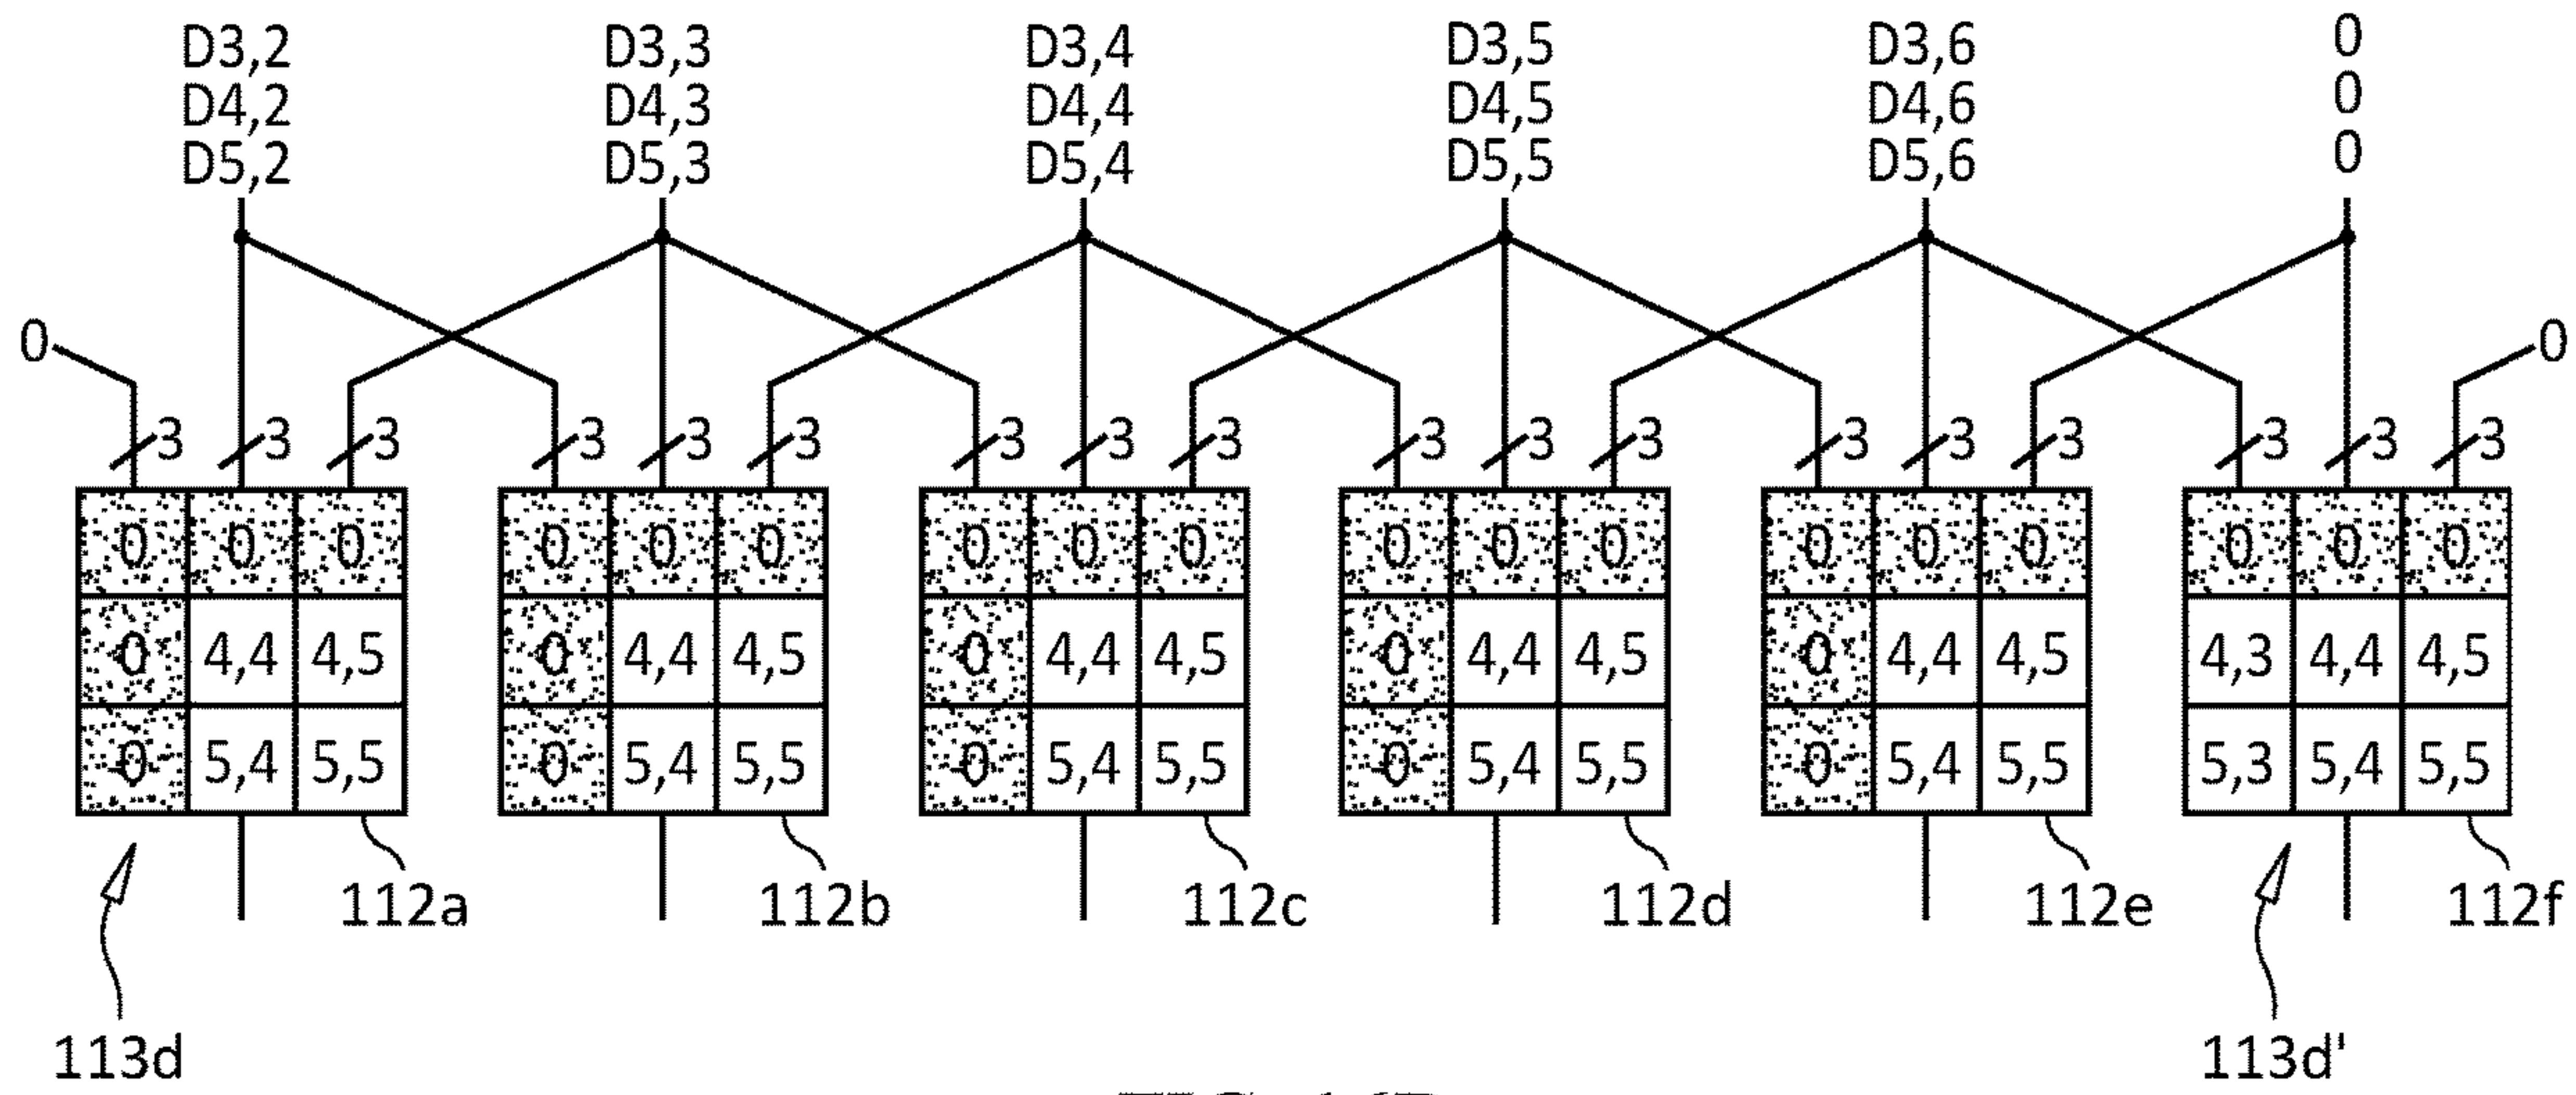 D3,2 D3,3 D3,4 D3,5 D3,6 0
D4,2 D4,3 D4,4 D4,5 D4,6 0
D5,2 D5,3 D5,4 D5,5 D5,6 0
0 0
3 3 3 3 3 3 3 3 3 3 3 3 3 3 3 3 3 3
0 0 0 0 0 0 0 0 0 0 0 0 0 0 0 0 0 0
0 4,4 4,5 0 4,4 4,5 0 4,4 4,5 0 4,4 4,5 0 4,4 4,5 4,3 4,4 4,5
0 5,4 5,5 0 5,4 5,5 0 5,4 5,5 0 5,4 5,5 0 5,4 5,5 5,3 5,4 5,5
112a 112b 112c 112d 112e 112f
113d 113d'